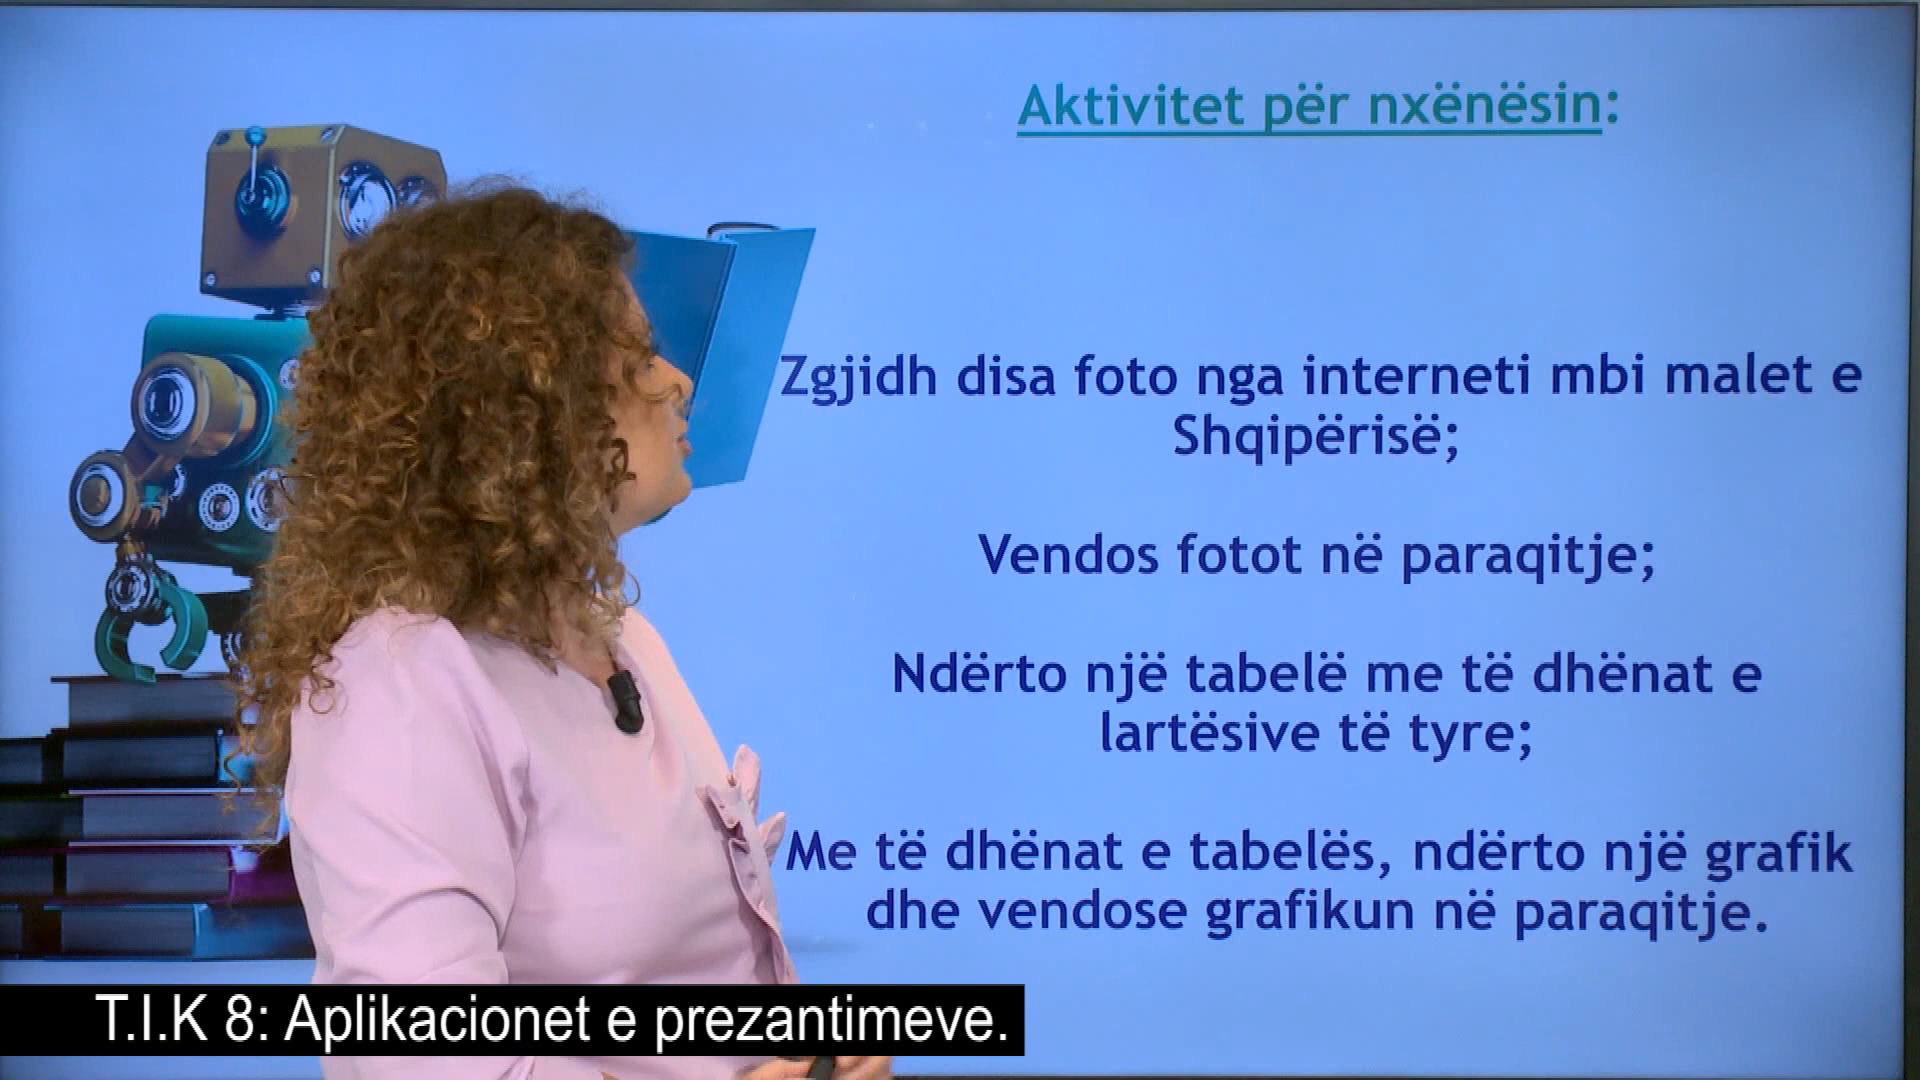 Aktivitet për nxënësin:
Zgjidh disa foto nga interneti mbi malet e
Shqipërisë;
Vendos fotot në paraqitje;
Ndërto një tabelë me të dhënat e
lartësive të tyre;
Me të dhënat e tabelës, ndërto një grafik
dhe vendose grafikun në paraqitje.
T.I.K 8: Aplikacionet e prezantimeve.